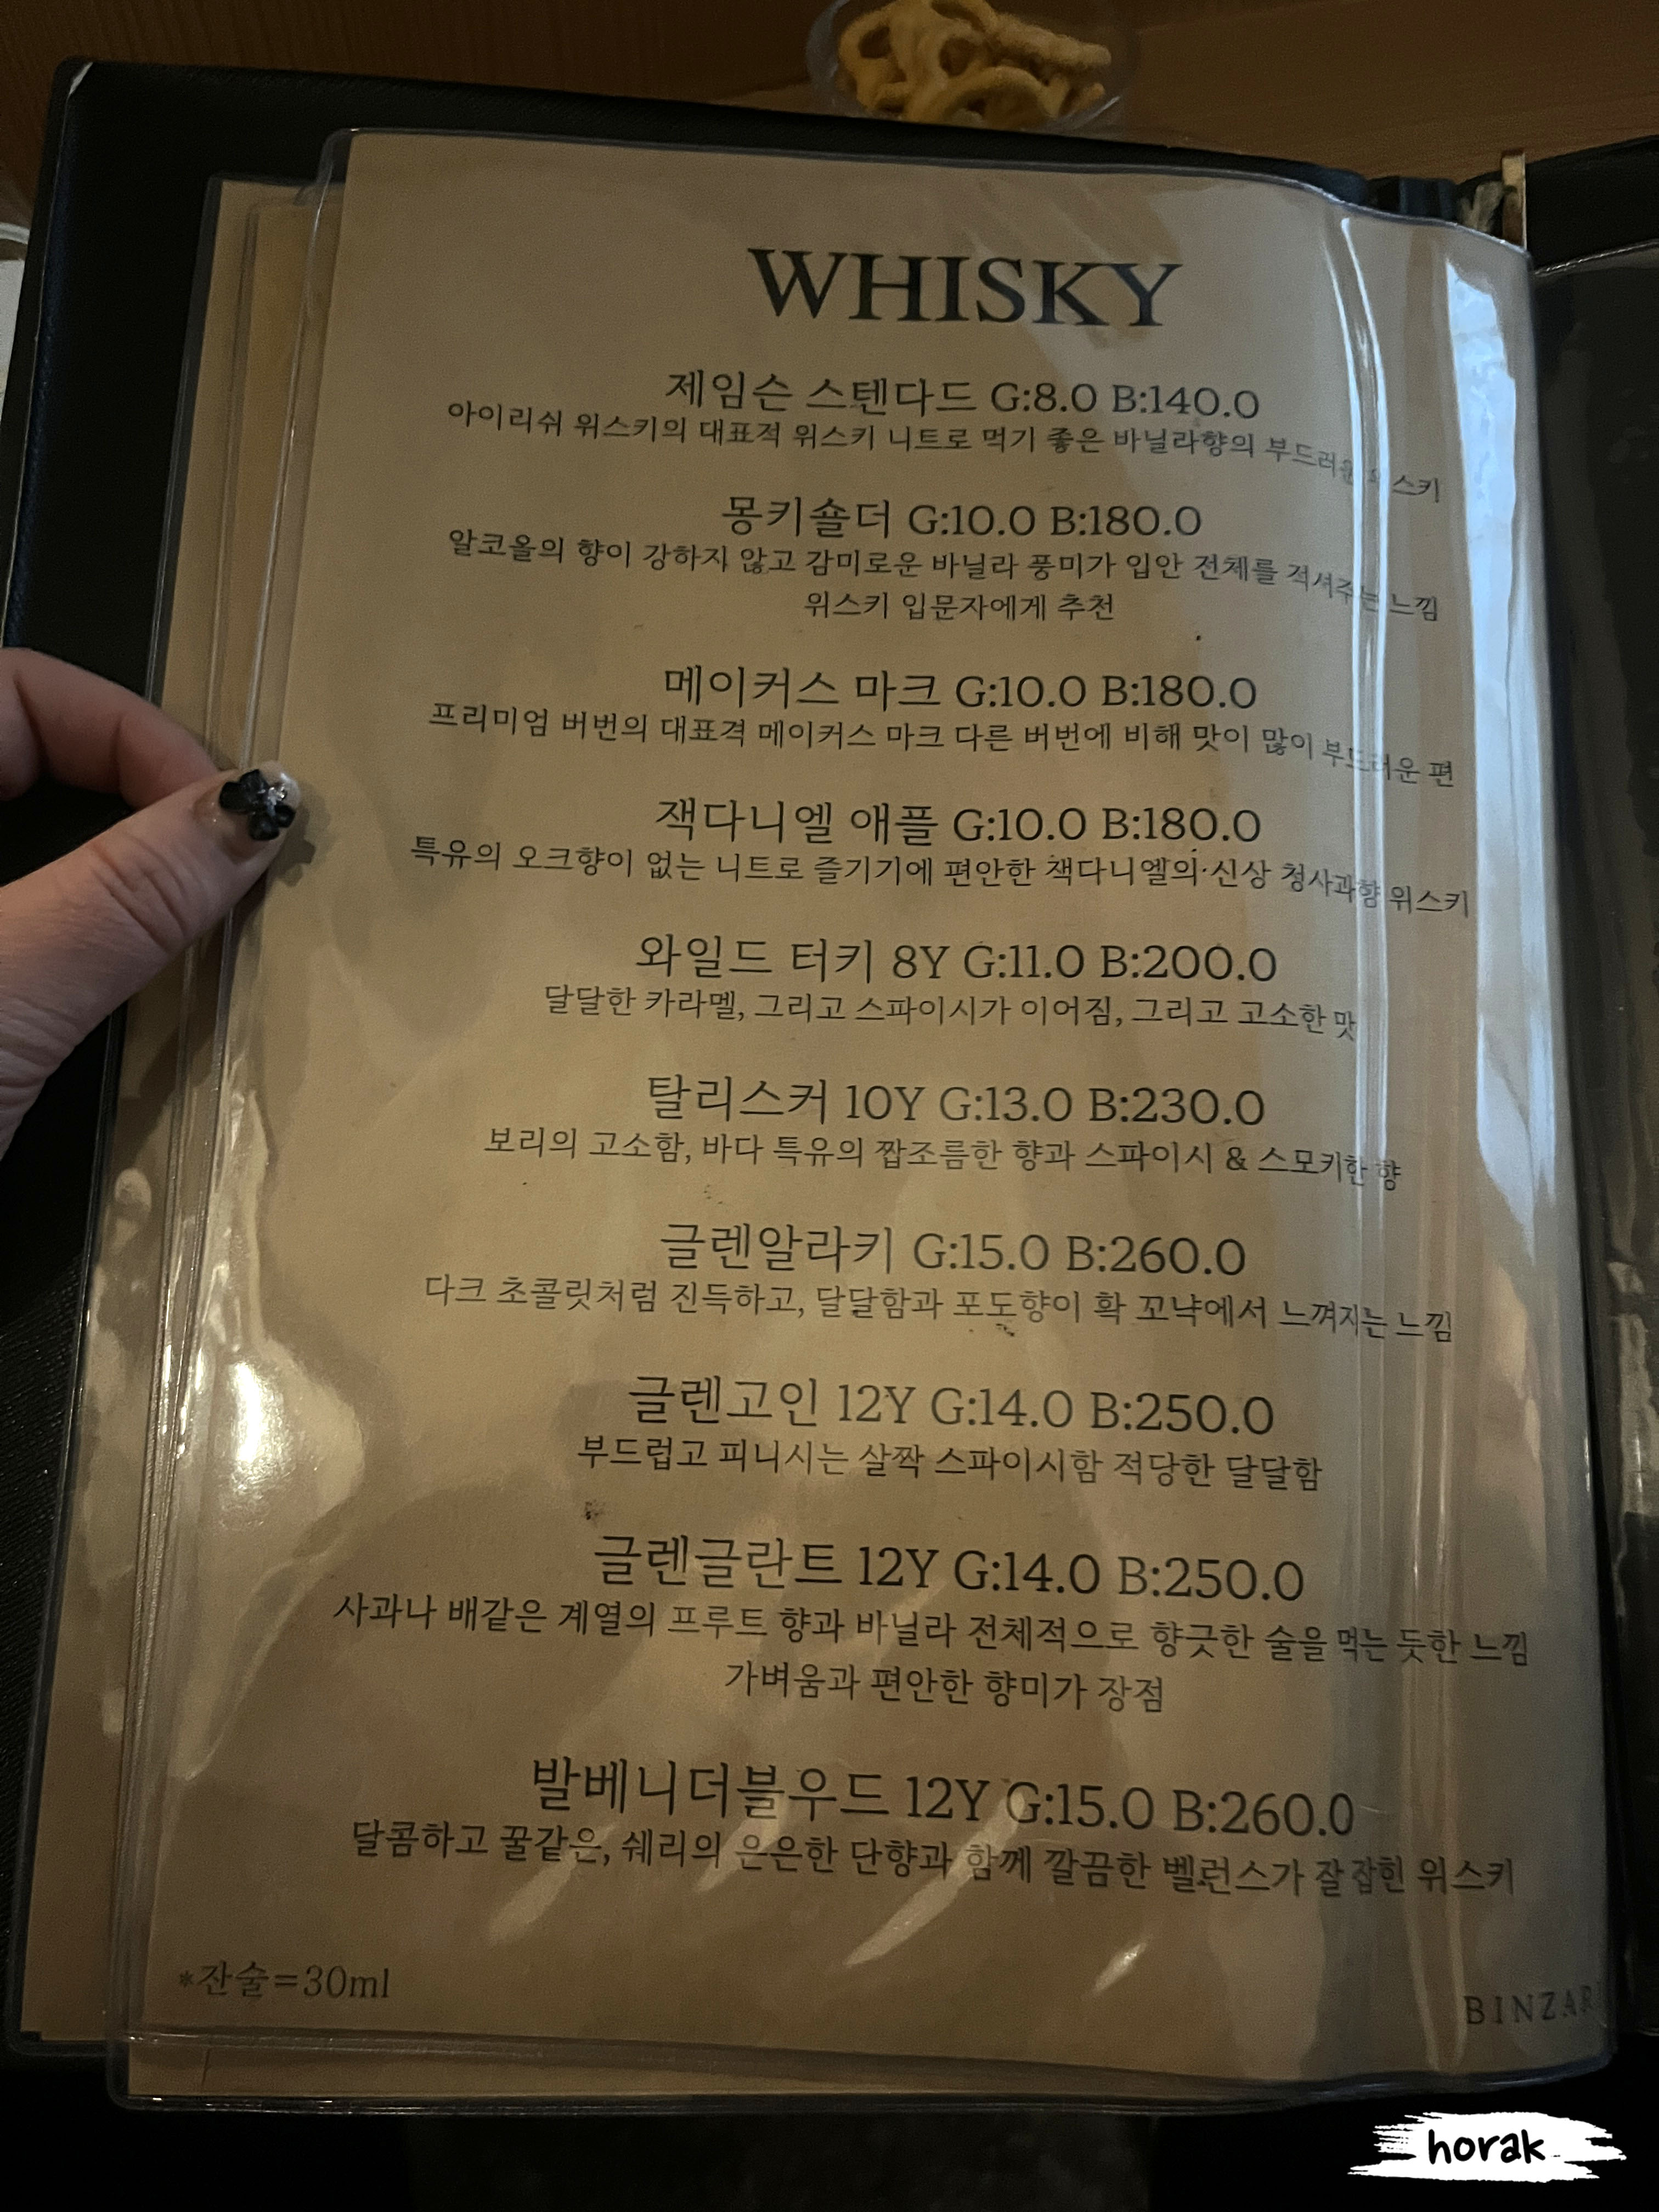 WHISKY
제임슨 스텐다드 G:8.0 B:140.0
아이리쉬 위스키의 대표적 위스키 니트로 먹기 좋은 바닐라향의 부드러운 위스키
몽키숄더 G:10.0 B:180.0
알코올의 향이 강하지 않고 감미로운 바닐라 풍미가 입안 전체를 적셔주는 느낌
위스키 입문자에게 추천
메이커스 마크 G:10.0 B:180.0
프리미엄 버번의 대표격 메이커스 마크 다른 버번에 비해 맛이 많이 부드러운 편
잭다니엘 애플 G:10.0 B:180.0
특유의 오크향이 없는 니트로 즐기기에 편안한 잭다니엘의 신상 청사과향 위스키
와일드 터키 8Y G:11.0 B:200.0
달달한 카라멜, 그리고 스파이시가 이어짐, 그리고 고소한 맛
탈리스커 10Y G:13.0 B:230.0
보리의 고소함, 바다 특유의 짭조름한 향과 스파이시 & 스모키한 향
글렌알라키 G:15.0 B:260.0
다크 초콜릿처럼 진득하고, 달달함과 포도향이 확 꼬냑에서 느껴지는 느낌
글렌고인 12Y G:14.0 B:250.0
부드럽고 피니시는 살짝 스파이시함 적당한 달달함
글렌글란트 12Y G:14.0 B:250.0
사과나 배같은 계열의 프루트 향과 바닐라 전체적으로 향긋한 술을 먹는 듯한 느낌
가벼움과 편안한 향미가 장점
발베니더블우드 12Y G:15.0 B:260.0
달콤하고 꿀같은, 쉐리의 은은한 단향과 함께 깔끔한 벨런스가 잘 잡힌 위스키
*잔술=30ml
BINZAR
horak